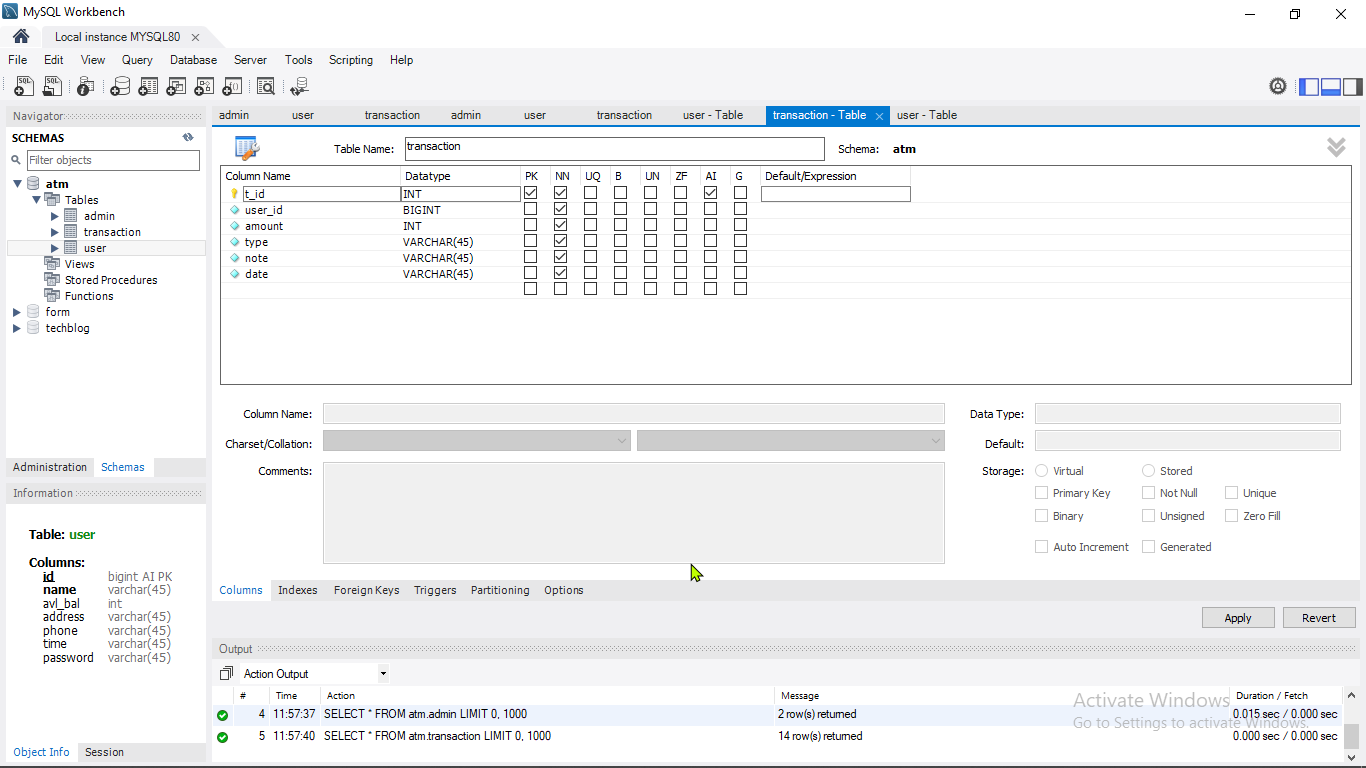 MySQL Workbench
Local instance MYSQL80
File Edit View Query Database Server Tools Scripting Help
Navigator
SCHEMAS
Filter objects
atm
Tables
admin
transaction
user
Views
Stored Procedures
Functions
form
techblog
Administration Schemas
Information
Table: user
Columns:
id bigint AI PK
name varchar(45)
avl_bal int
address varchar(45)
phone varchar(45)
time varchar(45)
password varchar(45)
Object Info Session
admin user transaction admin user transaction user - Table transaction - Table user - Table
Table Name: transaction Schema: atm
Column Name Datatype PK NN UQ B UN ZF AI G Default/Expression
t_id INT
user_id BIGINT
amount INT
type VARCHAR(45)
note VARCHAR(45)
date VARCHAR(45)
Column Name: Data Type:
Charset/Collation: Default:
Comments: Storage: Virtual Stored
Primary Key Not Null Unique
Binary Unsigned Zero Fill
Auto Increment Generated
Columns Indexes Foreign Keys Triggers Partitioning Options
Apply Revert
Output
Action Output
# Time Action Message Duration / Fetch
4 11:57:37 SELECT * FROM atm.admin LIMIT 0, 1000 2 row(s) returned 0.015 sec / 0.000 sec
5 11:57:40 SELECT * FROM atm.transaction LIMIT 0, 1000 14 row(s) returned 0.000 sec / 0.000 sec
Activate Windows
Go to Settings to activate Windows.